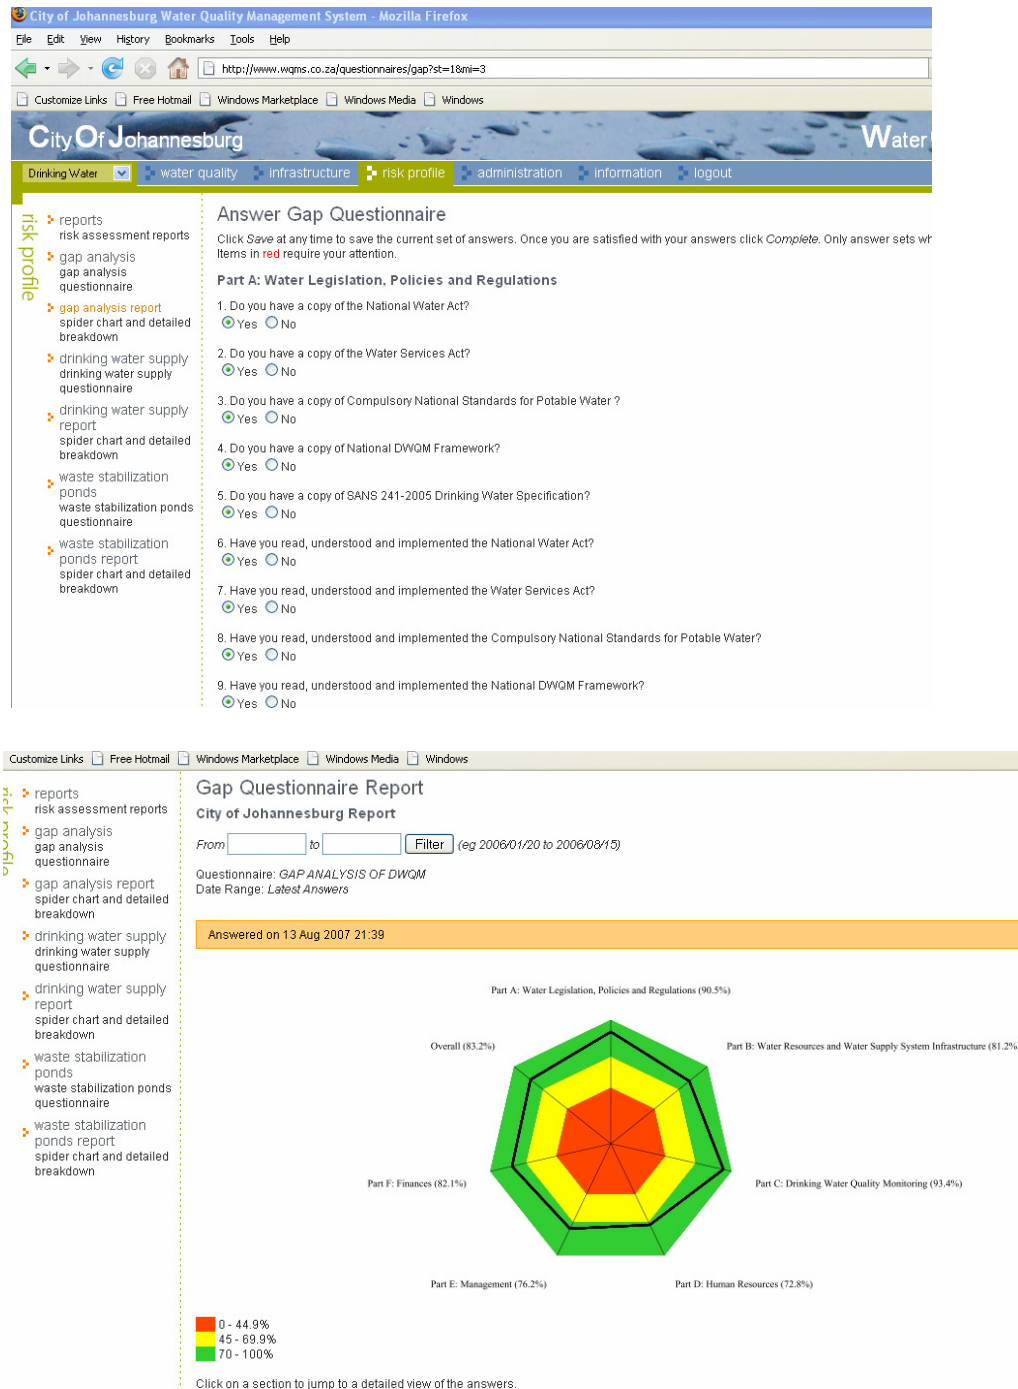 City of Johannesburg Water Quality Management System - Mozilla Firefox
File Edit View History Bookmarks Tools Help
http://www.wqms.co.za/questionnaires/gap?st=1&mi=3
Customize Links Free Hotmail Windows Marketplace Windows Media Windows
City Of Johannesburg Water
Drinking Water water quality infrastructure risk profile administration information logout
risk profile
reports
risk assessment reports
gap analysis
gap analysis
questionnaire
gap analysis report
spider chart and detailed
breakdown
drinking water supply
drinking water supply
questionnaire
drinking water supply
report
spider chart and detailed
breakdown
waste stabilization
ponds
waste stabilization ponds
questionnaire
waste stabilization
ponds report
spider chart and detailed
breakdown
Answer Gap Questionnaire
Click Save at any time to save the current set of answers. Once you are satisfied with your answers click Complete. Only answer sets wh
Items in red require your attention.
Part A: Water Legislation, Policies and Regulations
1. Do you have a copy of the National Water Act?
Yes No
2. Do you have a copy of the Water Services Act?
Yes No
3. Do you have a copy of Compulsory National Standards for Potable Water ?
Yes No
4. Do you have a copy of National DWQM Framework?
Yes No
5. Do you have a copy of SANS 241-2005 Drinking Water Specification?
Yes No
6. Have you read, understood and implemented the National Water Act?
Yes No
7. Have you read, understood and implemented the Water Services Act?
Yes No
8. Have you read, understood and implemented the Compulsory National Standards for Potable Water?
Yes No
9. Have you read, understood and implemented the National DWQM Framework?
Yes No
Customize Links Free Hotmail Windows Marketplace Windows Media Windows
risk profile
reports
risk assessment reports
gap analysis
gap analysis
questionnaire
gap analysis report
spider chart and detailed
breakdown
drinking water supply
drinking water supply
questionnaire
drinking water supply
report
spider chart and detailed
breakdown
waste stabilization
ponds
waste stabilization ponds
questionnaire
waste stabilization
ponds report
spider chart and detailed
breakdown
Gap Questionnaire Report
City of Johannesburg Report
From to Filter (eg 2006/01/20 to 2006/08/15)
Questionnaire: GAP ANALYSIS OF DWQM
Date Range: Latest Answers
Answered on 13 Aug 2007 21:39
Part A: Water Legislation, Policies and Regulations (90.5%)
Overall (83.2%)
Part B: Water Resources and Water Supply System Infrastructure (81.2%
Part F: Finances (82.1%)
Part C: Drinking Water Quality Monitoring (93.4%)
Part E: Management (76.2%)
Part D: Human Resources (72.8%)
0 - 44.9%
45 - 69.9%
70 - 100%
Click on a section to jump to a detailed view of the answers.